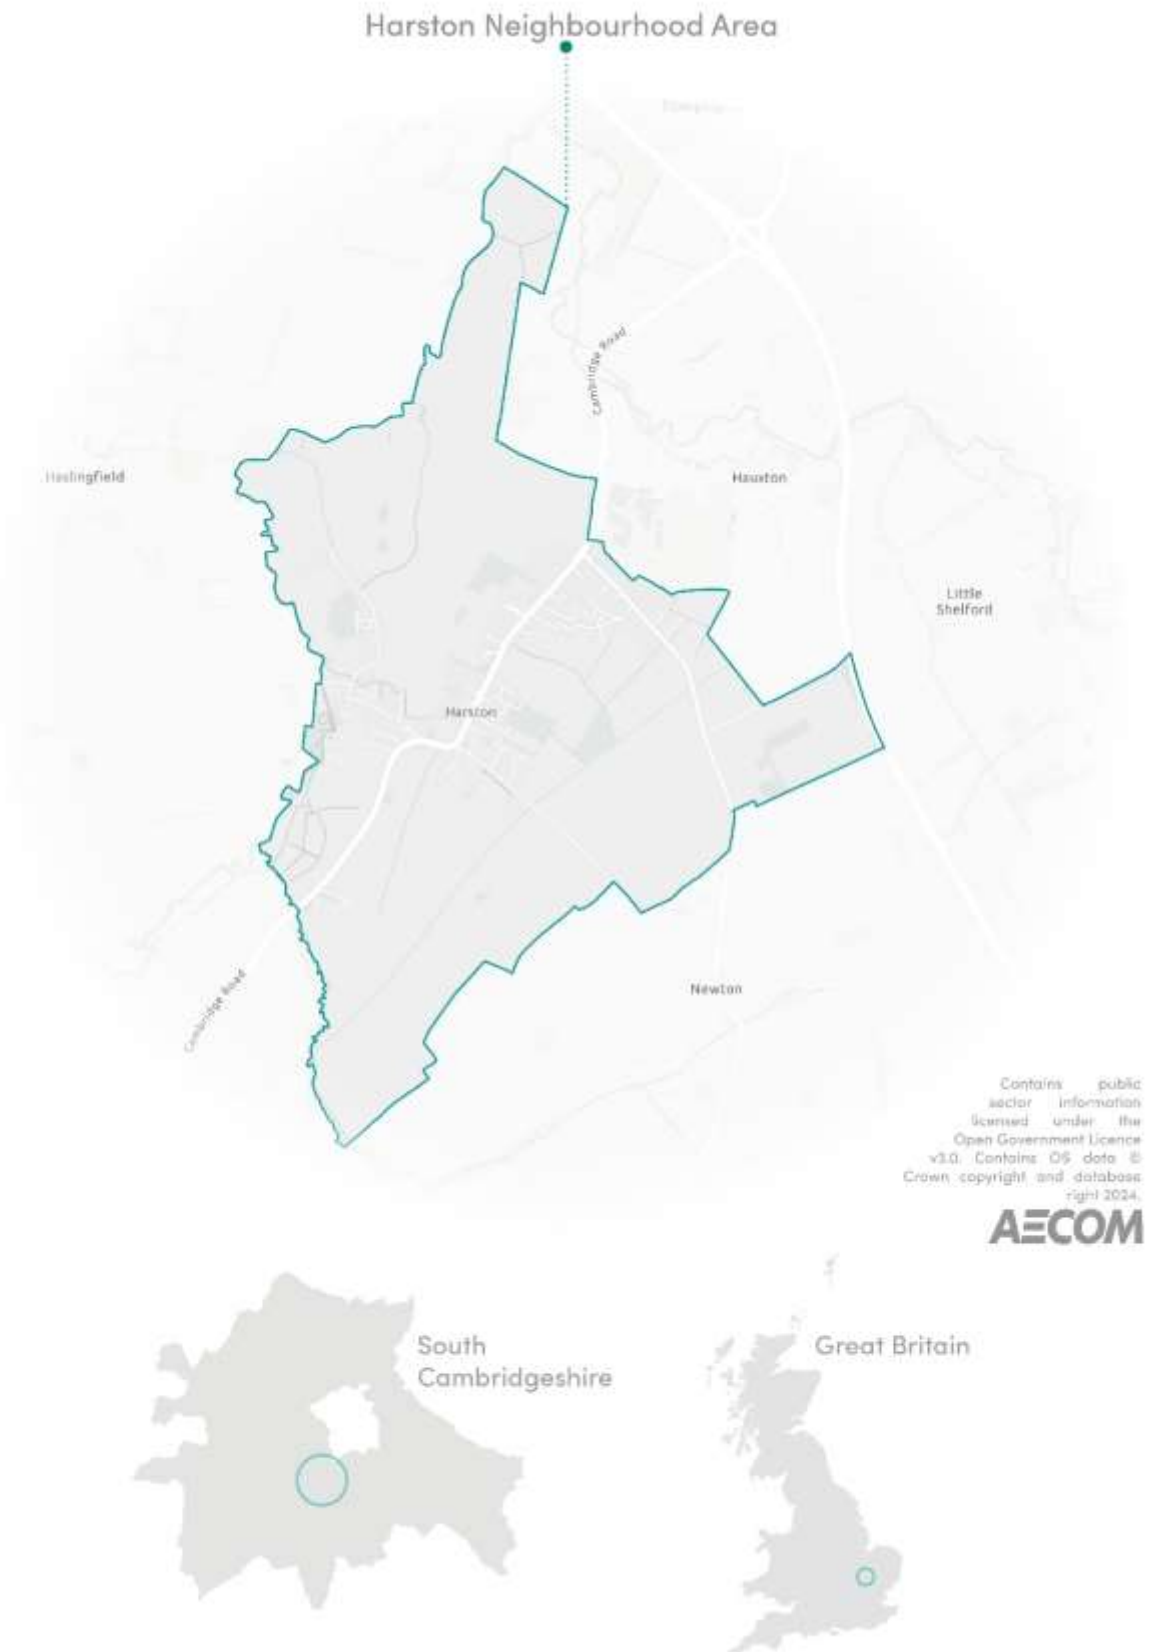 Harston Neighbourhood Area
Cambridge Road
Haslingfield
Hauxton
Little
Shelford
Harston
Cambridge Road
Newton
Contains public
sector information
licensed under the
Open Government Licence
v3.0. Contains OS data ©
Crown copyright and database
right 2024.
AECOM
South
Cambridgeshire
Great Britain